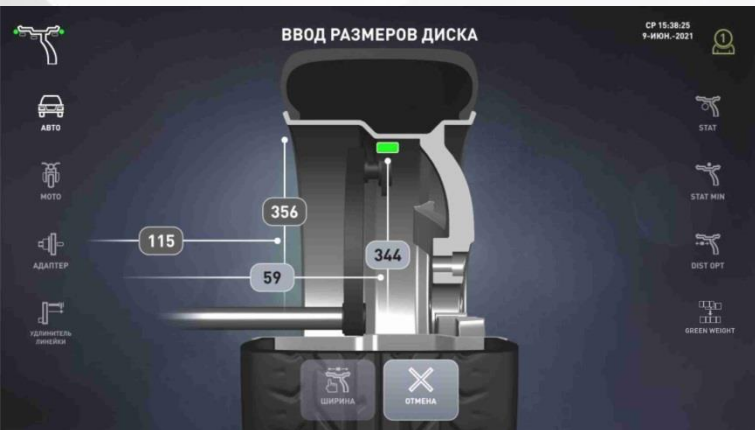 ВВОД РАЗМЕРОВ ДИСКА
СР 15:38:25
9-ИЮН.-2021
1
АВТО
МОТО
АДАПТЕР
УДЛИНИТЕЛЬ
ЛИНЕЙКИ
356
115
344
59
STAT
STAT MIN
DIST OPT
GREEN WEIGHT
ШИРИНА
ОТМЕНА